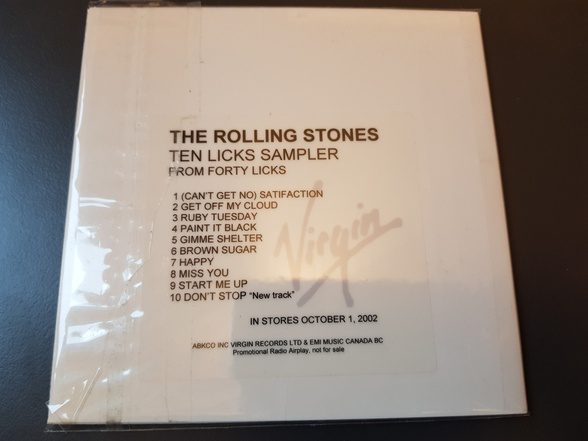 THE ROLLING STONES
TEN LICKS SAMPLER
FROM FORTY LICKS
1 (CAN'T GET NO) SATIFACTION
2 GET OFF MY CLOUD
3 RUBY TUESDAY
4 PAINT IT BLACK
5 GIMME SHELTER
6 BROWN SUGAR
7 HAPPY
8 MISS YOU
9 START ME UP
10 DON'T STOP "New track"
Virgin
IN STORES OCTOBER 1, 2002
ABKCO INC VIRGIN RECORDS LTD & EMI MUSIC CANADA BC
Promotional Radio Airplay, not for sale